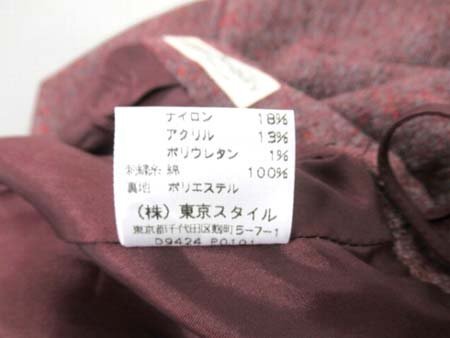 ナイロン 18%
アクリル 13%
ポリウレタン 1%
刺繍糸 綿 100%
裏地 ポリエステル
(株) 東京スタイル
東京都千代田区麹町5-7-1
D9424 P0101